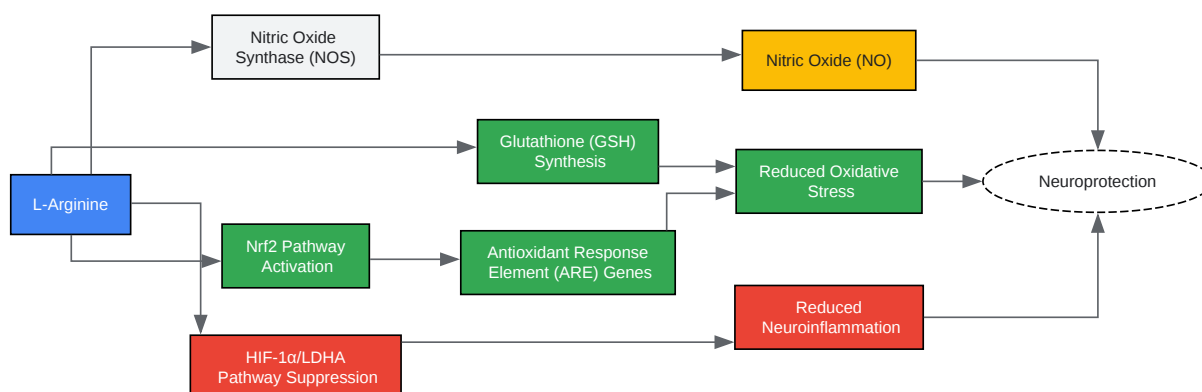 Nitric Oxide
Synthase (NOS)
Nitric Oxide (NO)
Glutathione (GSH)
Synthesis
Reduced Oxidative
Stress
Neuroprotection
L-Arginine
Nrf2 Pathway
Activation
Antioxidant Response
Element (ARE) Genes
Reduced
Neuroinflammation
HIF-1α/LDHA
Pathway Suppression